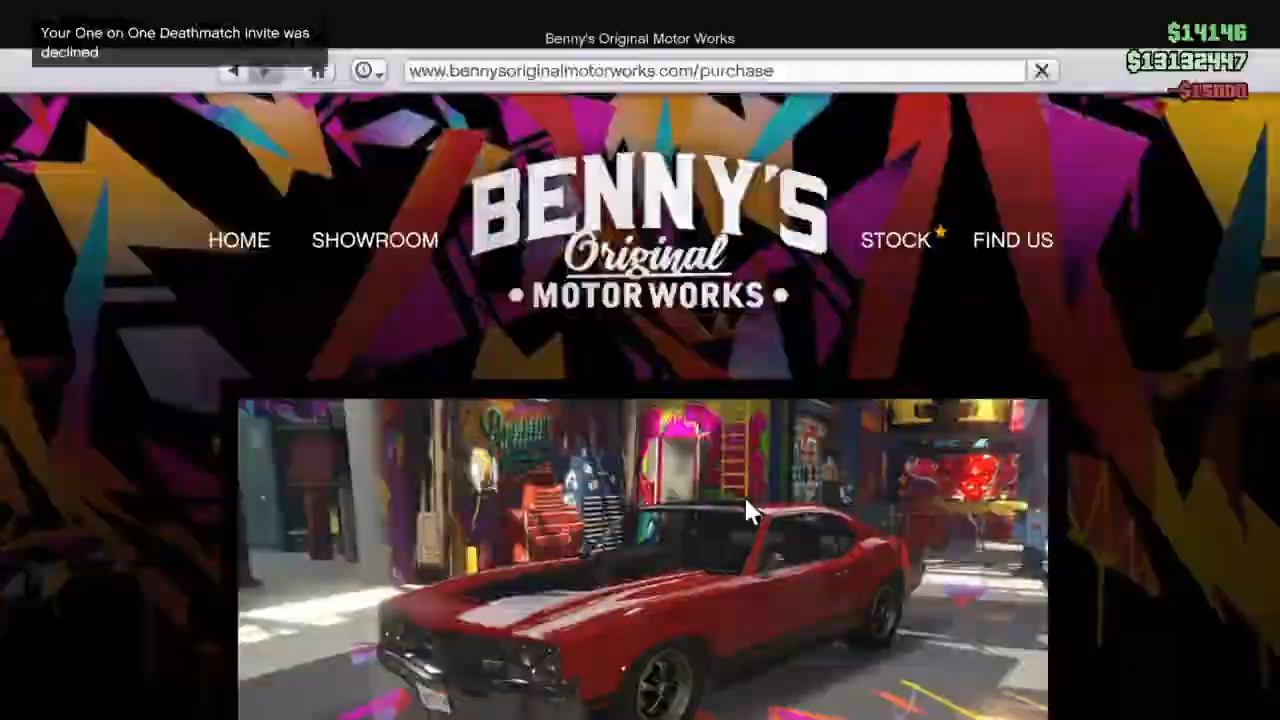 Your One on One Deathmatch invite was
declined
Benny's Original Motor Works
$14146
$13132447
-$15000
www.bennysoriginalmotorworks.com/purchase
BENNY'S
Original
• MOTOR WORKS •
HOME
SHOWROOM
STOCK
FIND US